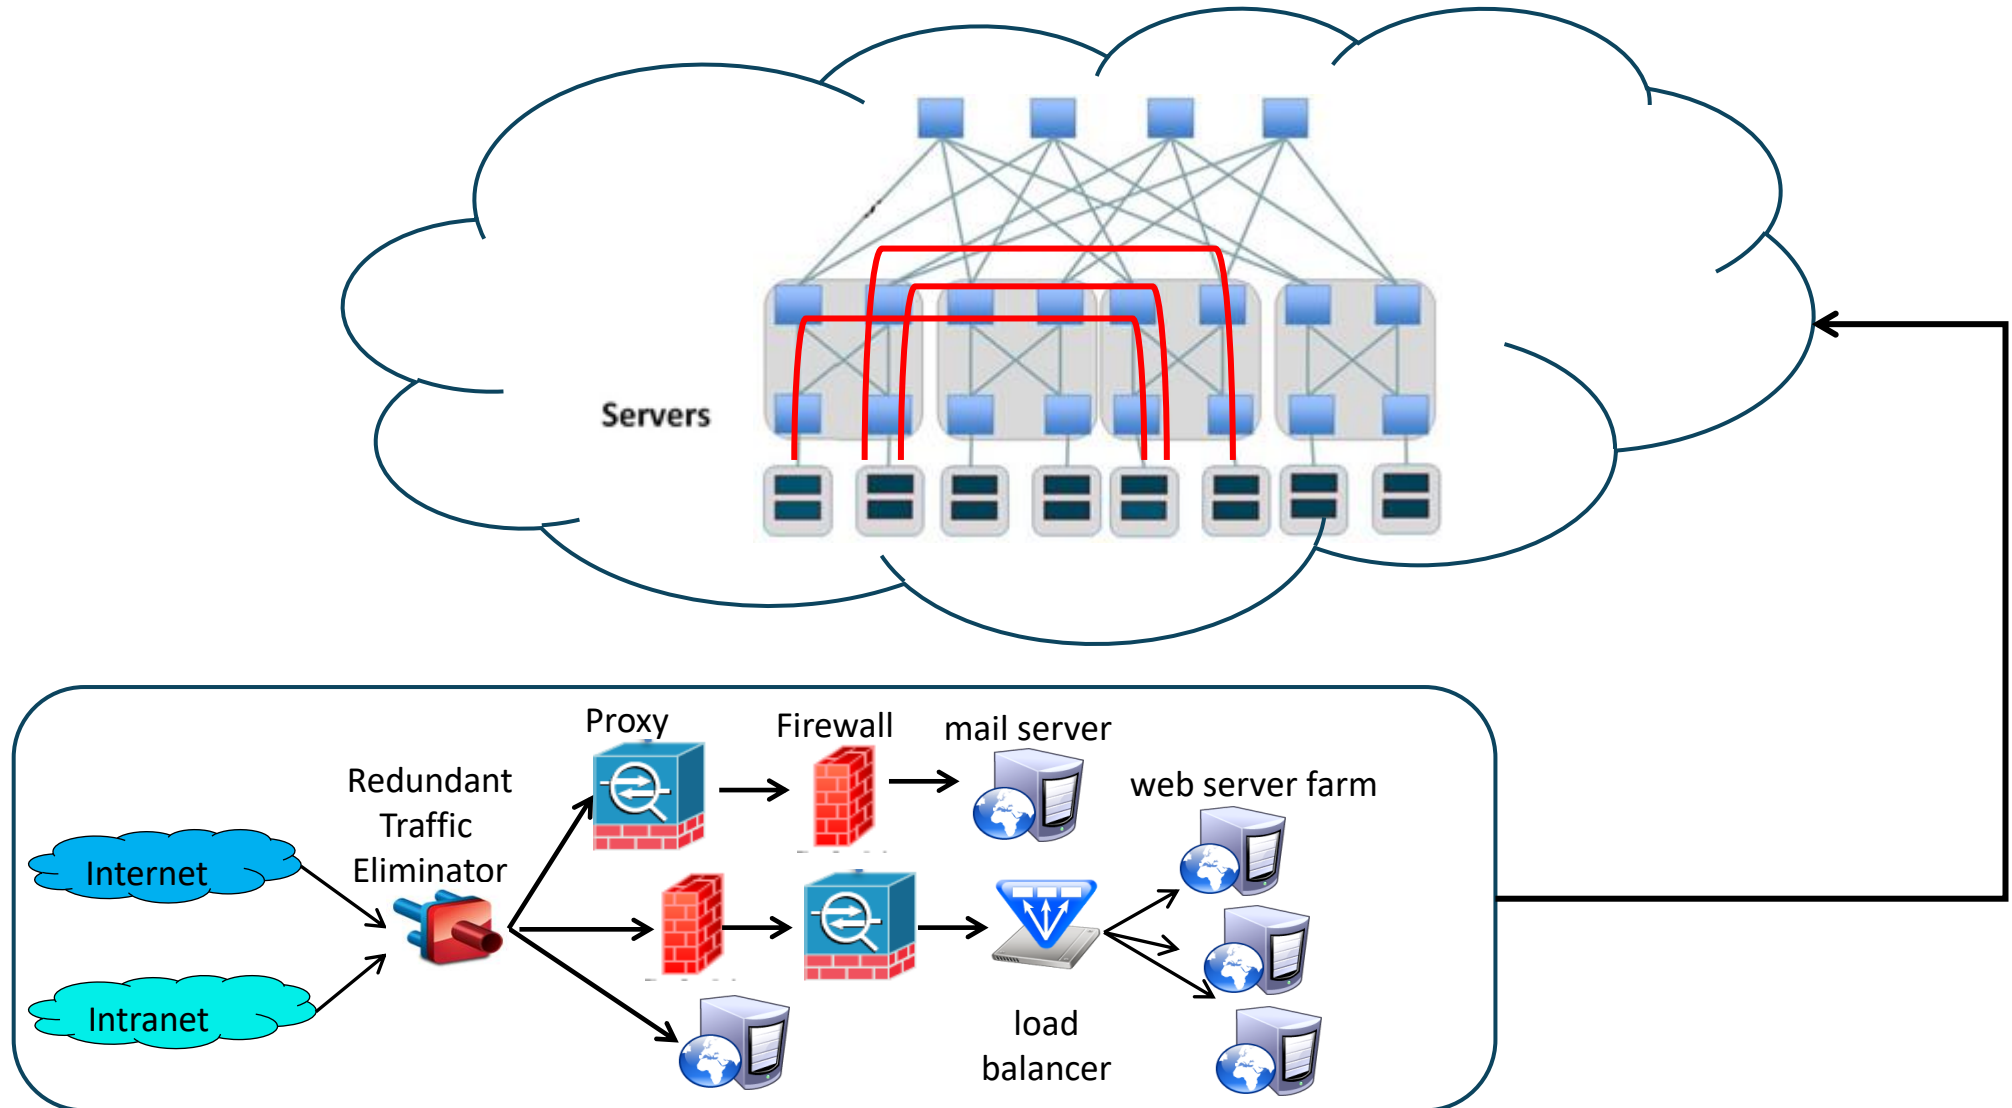 Servers
Proxy
Firewall
mail server
web server farm
Redundant
Traffic
Eliminator
Internet
Intranet
load
balancer